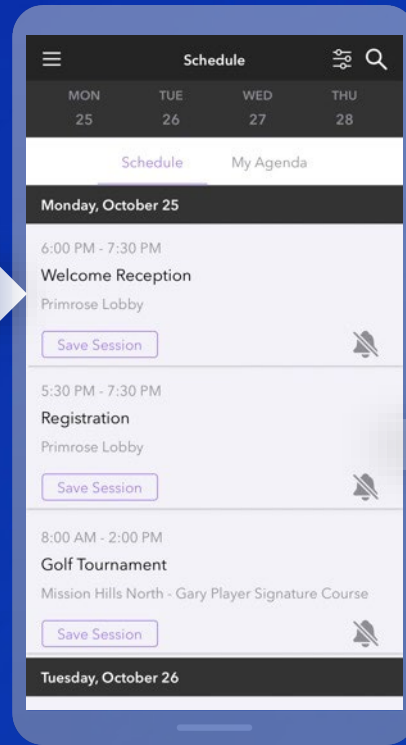 Schedule
MON TUE WED THU
25 26 27 28
Schedule My Agenda
Monday, October 25
6:00 PM - 7:30 PM
Welcome Reception
Primrose Lobby
Save Session
5:30 PM - 7:30 PM
Registration
Primrose Lobby
Save Session
8:00 AM - 2:00 PM
Golf Tournament
Mission Hills North - Gary Player Signature Course
Save Session
Tuesday, October 26